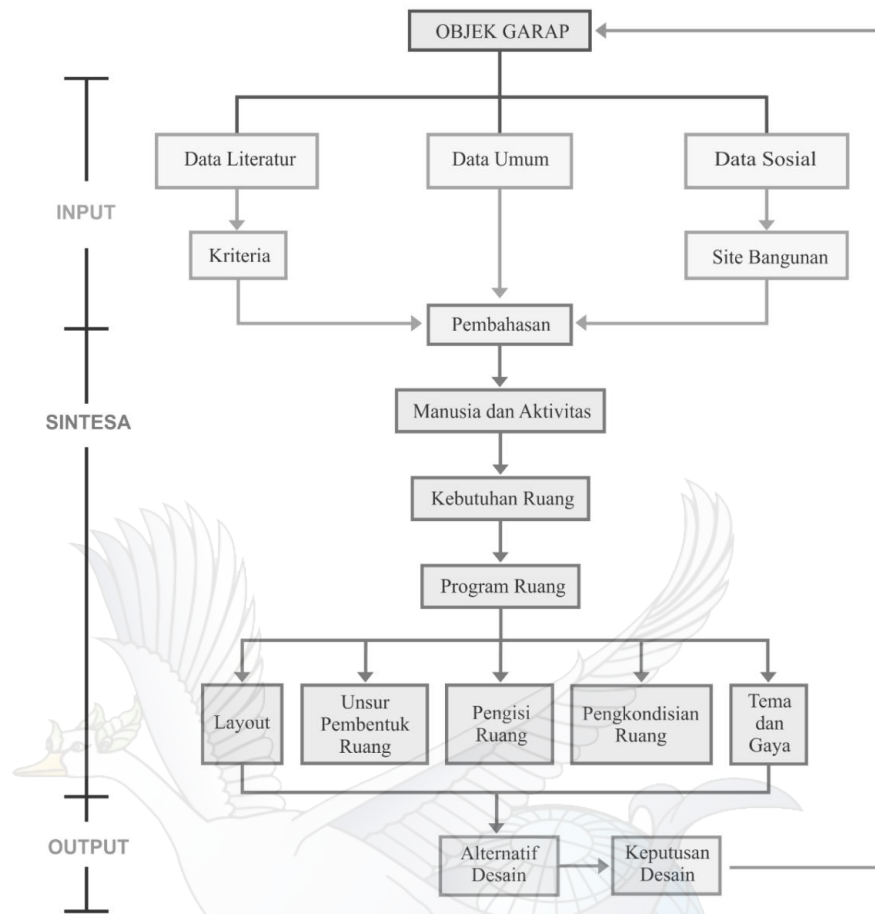 OBJEK GARAP
Data Literatur
Data Umum
Data Sosial
INPUT
Kriteria
Site Bangunan
Pembahasan
SINTESA
Manusia dan Aktivitas
Kebutuhan Ruang
Program Ruang
Layout
Unsur
Pembentuk
Ruang
Pengisi
Ruang
Pengkondisian
Ruang
Tema
dan
Gaya
OUTPUT
Alternatif
Desain
Keputusan
Desain